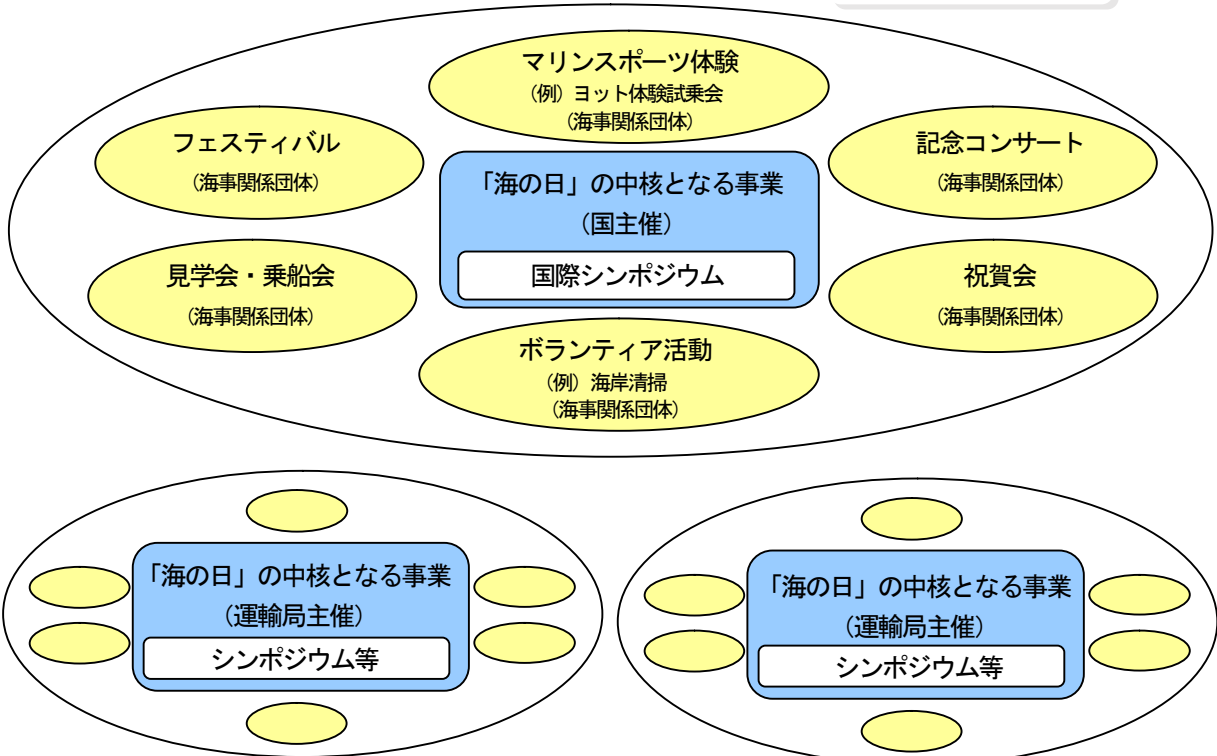 マリンスポーツ体験
（例）ヨット体験試乗会
（海事関係団体）
フェスティバル
（海事関係団体）
記念コンサート
（海事関係団体）
「海の日」の中核となる事業
（国主催）
国際シンポジウム
見学会・乗船会
（海事関係団体）
祝賀会
（海事関係団体）
ボランティア活動
（例）海岸清掃
（海事関係団体）
「海の日」の中核となる事業
（運輸局主催）
シンポジウム等
「海の日」の中核となる事業
（運輸局主催）
シンポジウム等